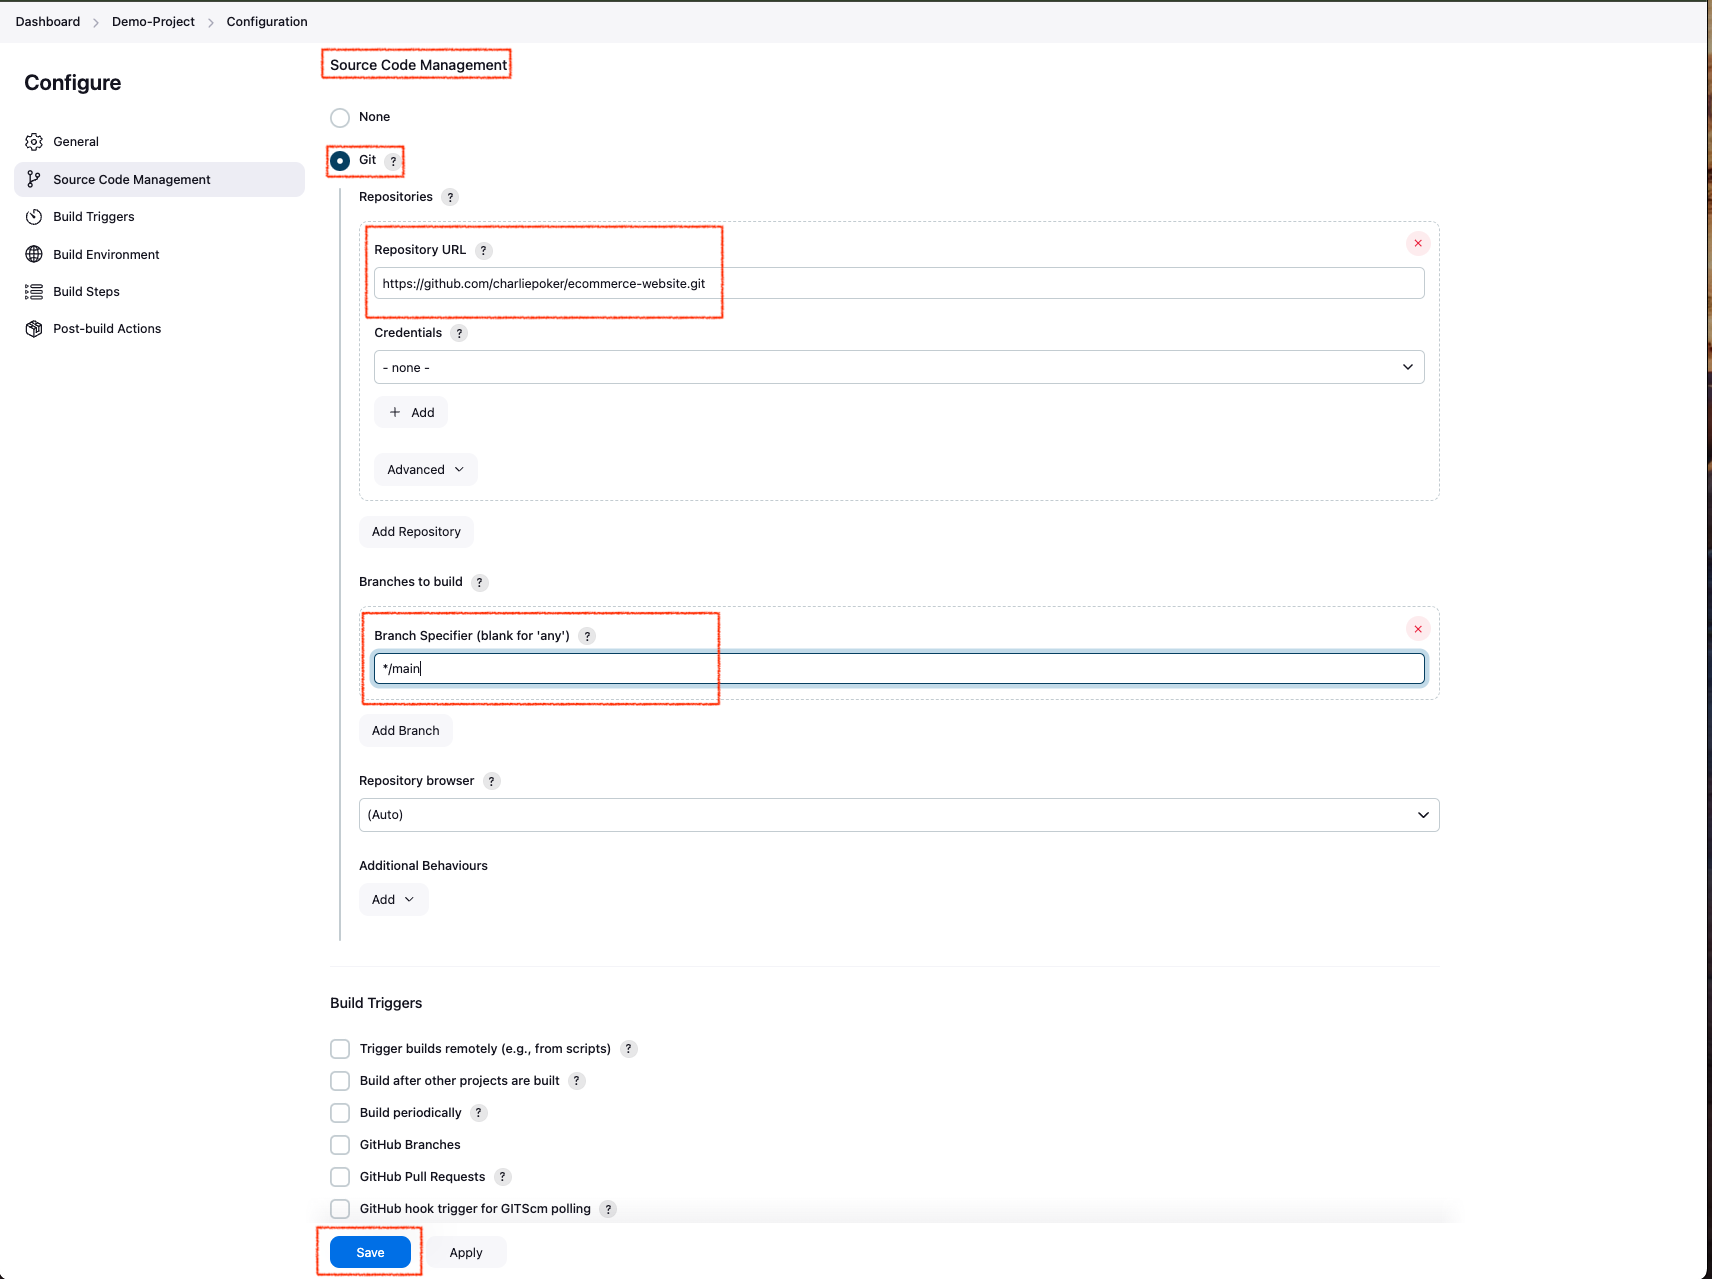 Dashboard > Demo-Project > Configuration
Configure
General
Source Code Management
Build Triggers
Build Environment
Build Steps
Post-build Actions
Source Code Management
None
Git ?
Repositories ?
Repository URL ?
https://github.com/charliepoker/ecommerce-website.git
Credentials ?
- none -
+ Add
Advanced
Add Repository
Branches to build ?
Branch Specifier (blank for 'any') ?
*/main
Add Branch
Repository browser ?
(Auto)
Additional Behaviours
Add
Build Triggers
Trigger builds remotely (e.g., from scripts) ?
Build after other projects are built ?
Build periodically ?
GitHub Branches
GitHub Pull Requests ?
GitHub hook trigger for GITScm polling ?
Save Apply